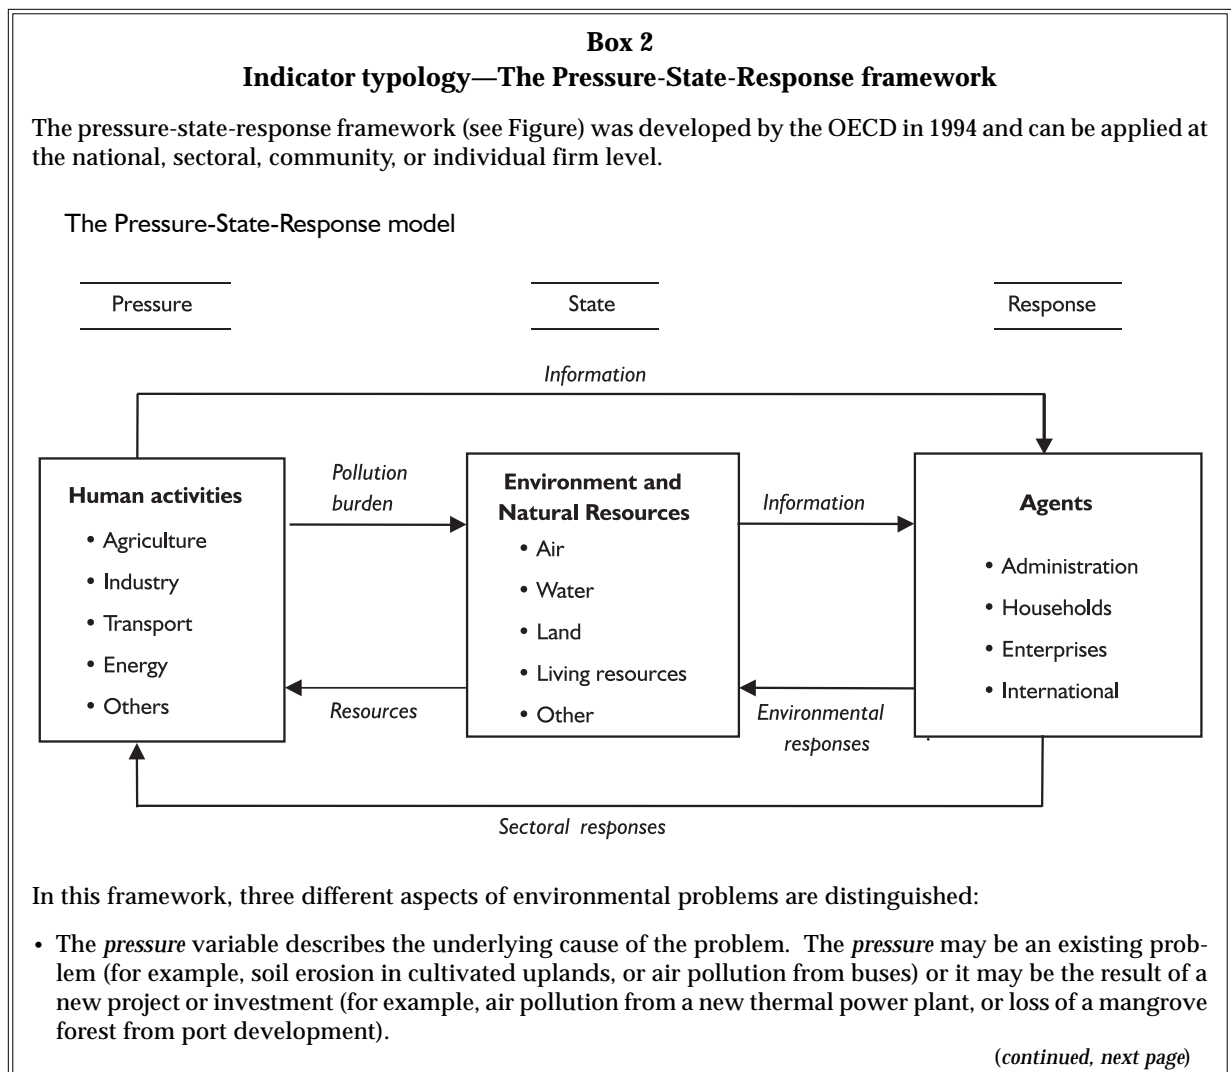 Box 2
Indicator typology—The Pressure-State-Response framework
The pressure-state-response framework (see Figure) was developed by the OECD in 1994 and can be applied at
the national, sectoral, community, or individual firm level.
The Pressure-State-Response model
Pressure
State
Response
Information
Human activities
• Agriculture
• Industry
• Transport
• Energy
• Others
Pollution
burden
Resources
Environment and
Natural Resources
• Air
• Water
• Land
• Living resources
• Other
Information
Environmental
responses
Agents
• Administration
• Households
• Enterprises
• International
Sectoral responses
In this framework, three different aspects of environmental problems are distinguished:
• The pressure variable describes the underlying cause of the problem. The pressure may be an existing prob-
lem (for example, soil erosion in cultivated uplands, or air pollution from buses) or it may be the result of a
new project or investment (for example, air pollution from a new thermal power plant, or loss of a mangrove
forest from port development).
(continued, next page)